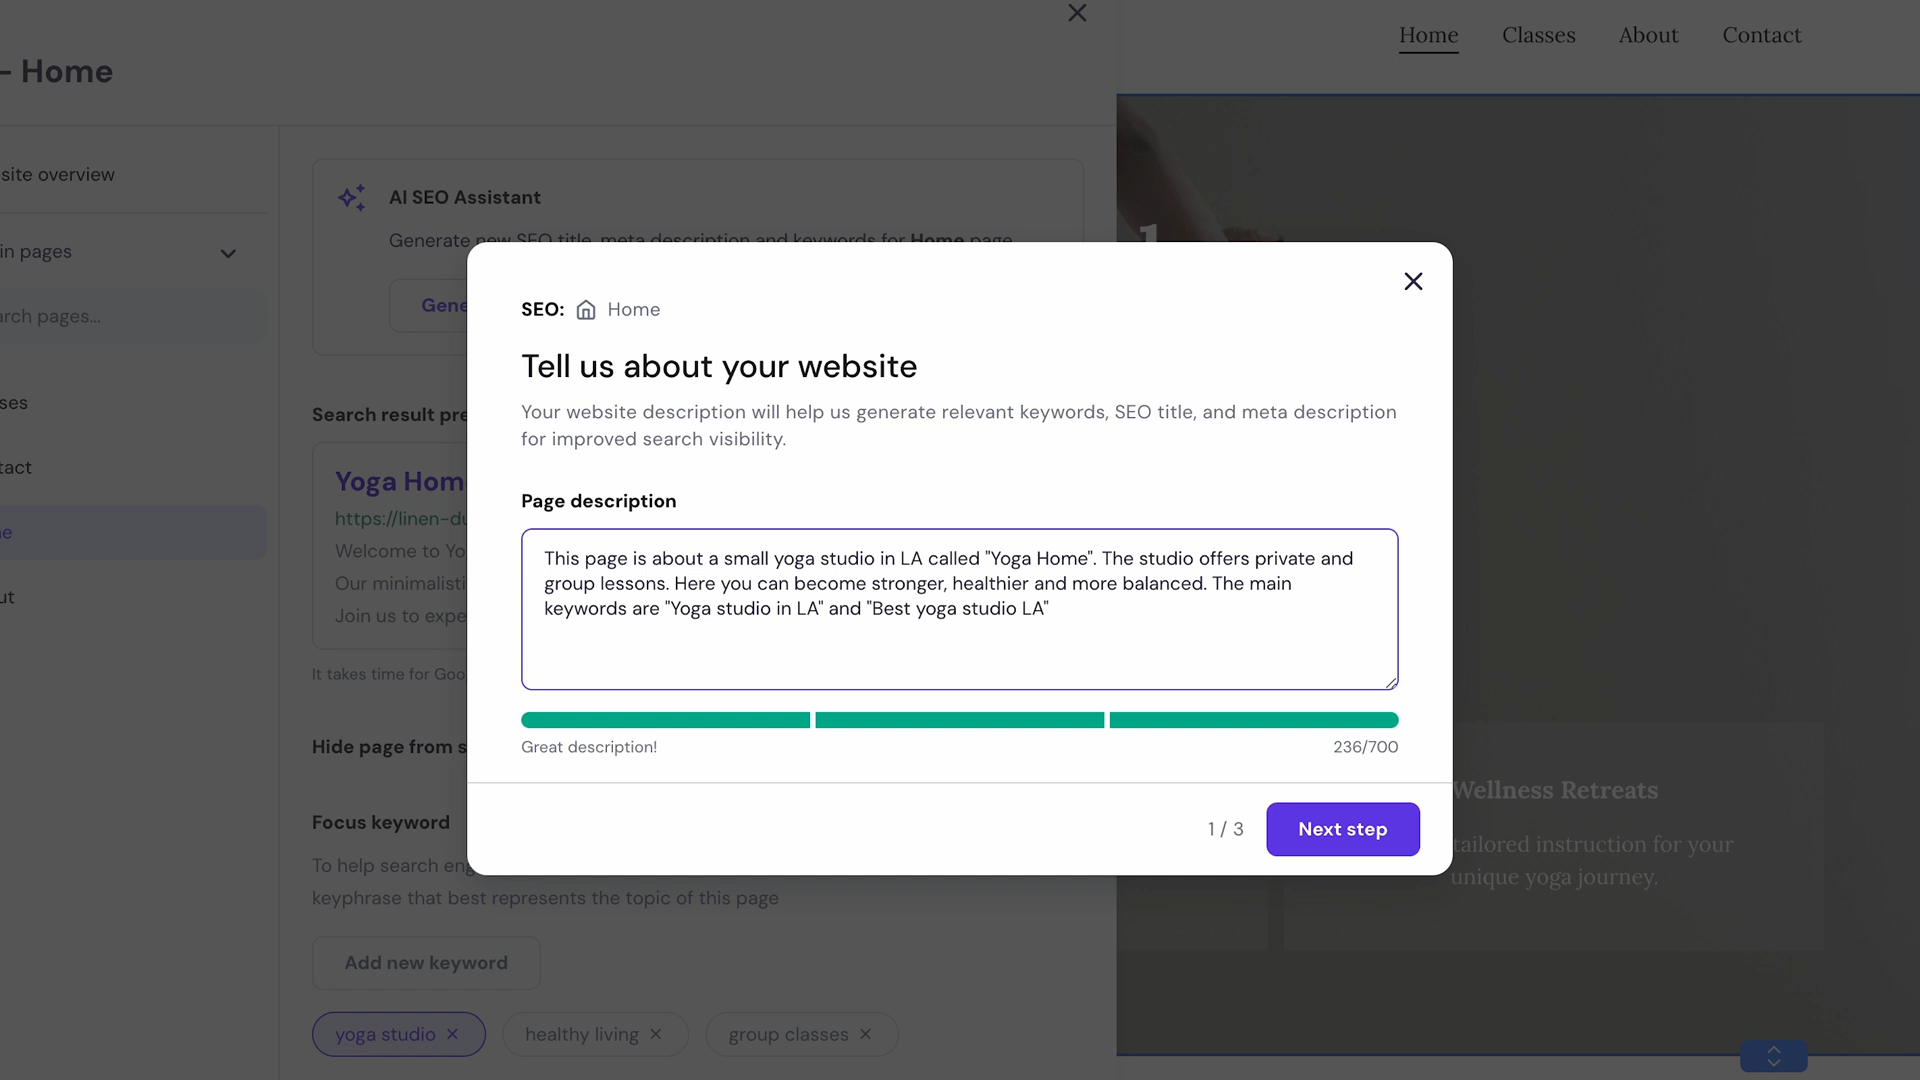 Home Classes About Contact
- Home
site overview
AI SEO Assistant
Generate new SEO title, meta description and keywords for Home page
in pages
Gene
arch pages...
SEO: Home
Tell us about your website
Your website description will help us generate relevant keywords, SEO title, and meta description
for improved search visibility.
ses
Search result pre
tact
Yoga Hom
https://linen-du
Welcome to Yo
Our minimalisti
Join us to expe
e
ut
Page description
This page is about a small yoga studio in LA called "Yoga Home". The studio offers private and
group lessons. Here you can become stronger, healthier and more balanced. The main
keywords are "Yoga studio in LA" and "Best yoga studio LA"
It takes time for Goo
Great description! 236/700
Hide page from s
Wellness Retreats
Focus keyword
1 / 3 Next step
tailored instruction for your
unique yoga journey.
To help search eng
keyphrase that best represents the topic of this page
Add new keyword
yoga studio × healthy living × group classes ×